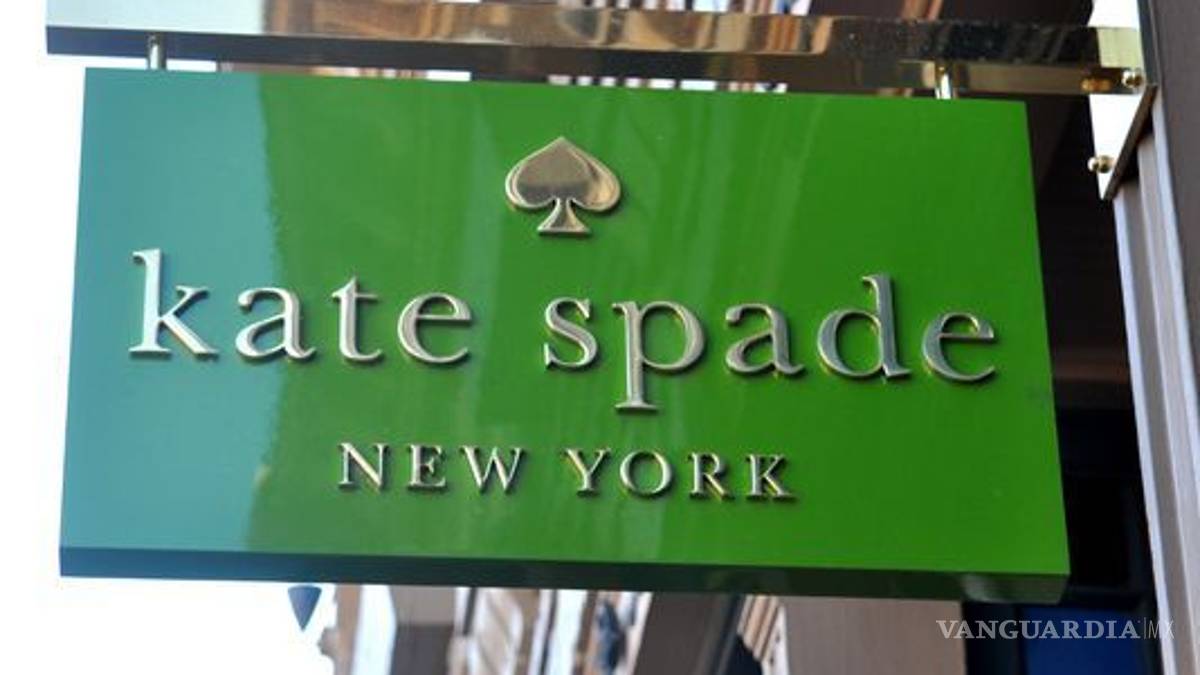 kate spade
NEW YORK
VANGUARDIA|MX